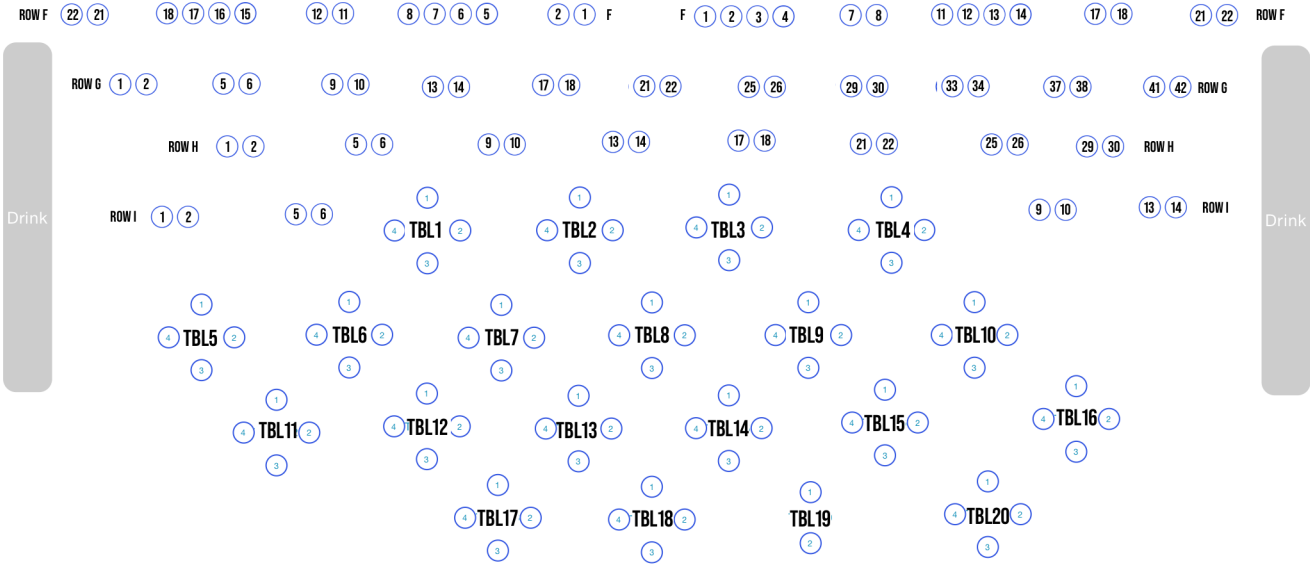 ROW F 22 21 18 17 16 15 12 11 8 7 6 5 2 1 F F 1 2 3 4 7 8 11 12 13 14 17 18 21 22 ROW F
ROW G 1 2 5 6 9 10 13 14 17 18 21 22 25 26 29 30 33 34 37 38 41 42 ROW G
ROW H 1 2 5 6 9 10 13 14 17 18 21 22 25 26 29 30 ROW H
1 1 1 1
Drink ROW I 1 2 5 6 4 TBL1 2 4 TBL2 2 4 TBL3 2 4 TBL4 2 9 10 13 14 ROW I Drink
3 3 3 3
1 1 1 1 1 1
4 TBL5 2 4 TBL6 2 4 TBL7 2 4 TBL8 2 4 TBL9 2 4 TBL10 2
3 3 3 3 3 3
1 1 1 1 1 1
4 TBL11 2 4 TBL12 2 4 TBL13 2 4 TBL14 2 4 TBL15 2 4 TBL16 2
3 3 3 3 3 3
1 1 1 1
4 TBL17 2 4 TBL18 2 TBL19 4 TBL20 2
3 3 2 3